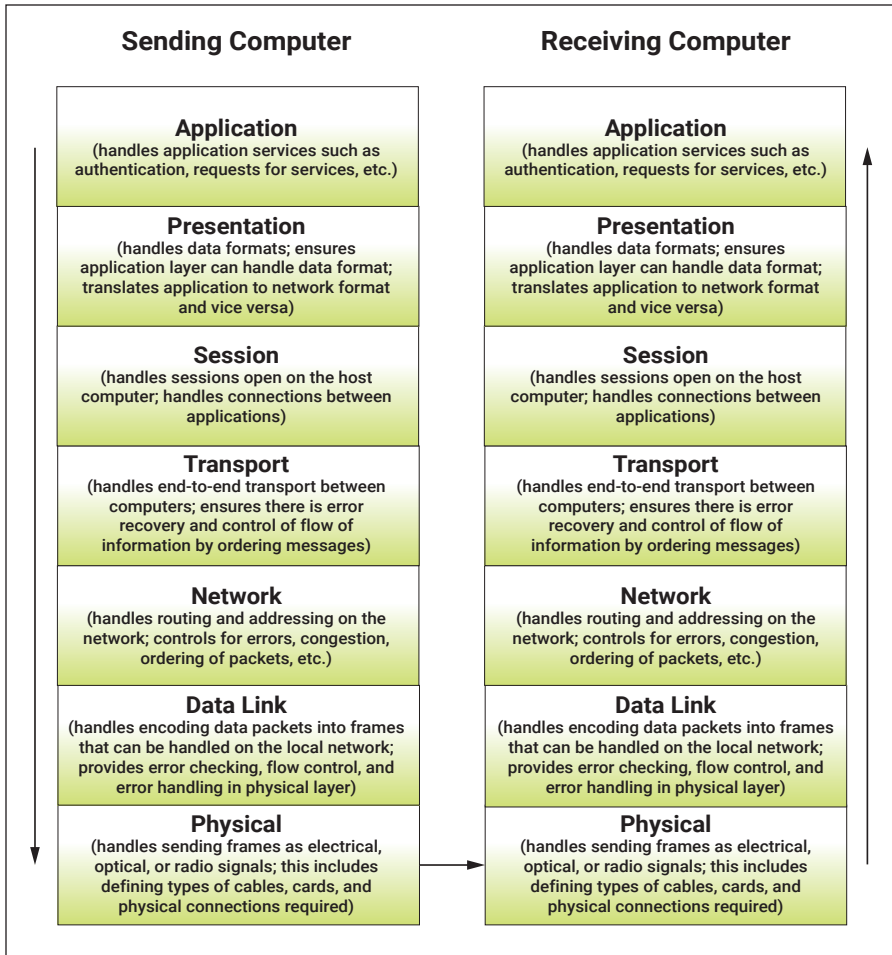 Sending Computer
Application
(handles application services such as
authentication, requests for services, etc.)
Presentation
(handles data formats; ensures
application layer can handle data format;
translates application to network format
and vice versa)
Session
(handles sessions open on the host
computer; handles connections between
applications)
Transport
(handles end-to-end transport between
computers; ensures there is error
recovery and control of flow of
information by ordering messages)
Network
(handles routing and addressing on the
network; controls for errors, congestion,
ordering of packets, etc.)
Data Link
(handles encoding data packets into frames
that can be handled on the local network;
provides error checking, flow control, and
error handling in physical layer)
Physical
(handles sending frames as electrical,
optical, or radio signals; this includes
defining types of cables, cards, and
physical connections required)
Receiving Computer
Application
(handles application services such as
authentication, requests for services, etc.)
Presentation
(handles data formats; ensures
application layer can handle data format;
translates application to network format
and vice versa)
Session
(handles sessions open on the host
computer; handles connections between
applications)
Transport
(handles end-to-end transport between
computers; ensures there is error
recovery and control of flow of
information by ordering messages)
Network
(handles routing and addressing on the
network; controls for errors, congestion,
ordering of packets, etc.)
Data Link
(handles encoding data packets into frames
that can be handled on the local network;
provides error checking, flow control, and
error handling in physical layer)
Physical
(handles sending frames as electrical,
optical, or radio signals; this includes
defining types of cables, cards, and
physical connections required)